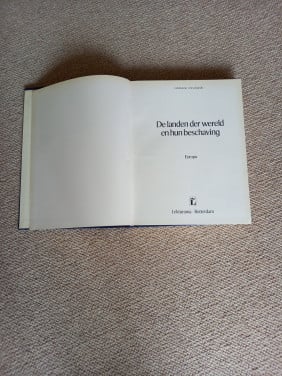 De landen der wereld
en hun beschaving
Europa
Lekturama - Rotterdam